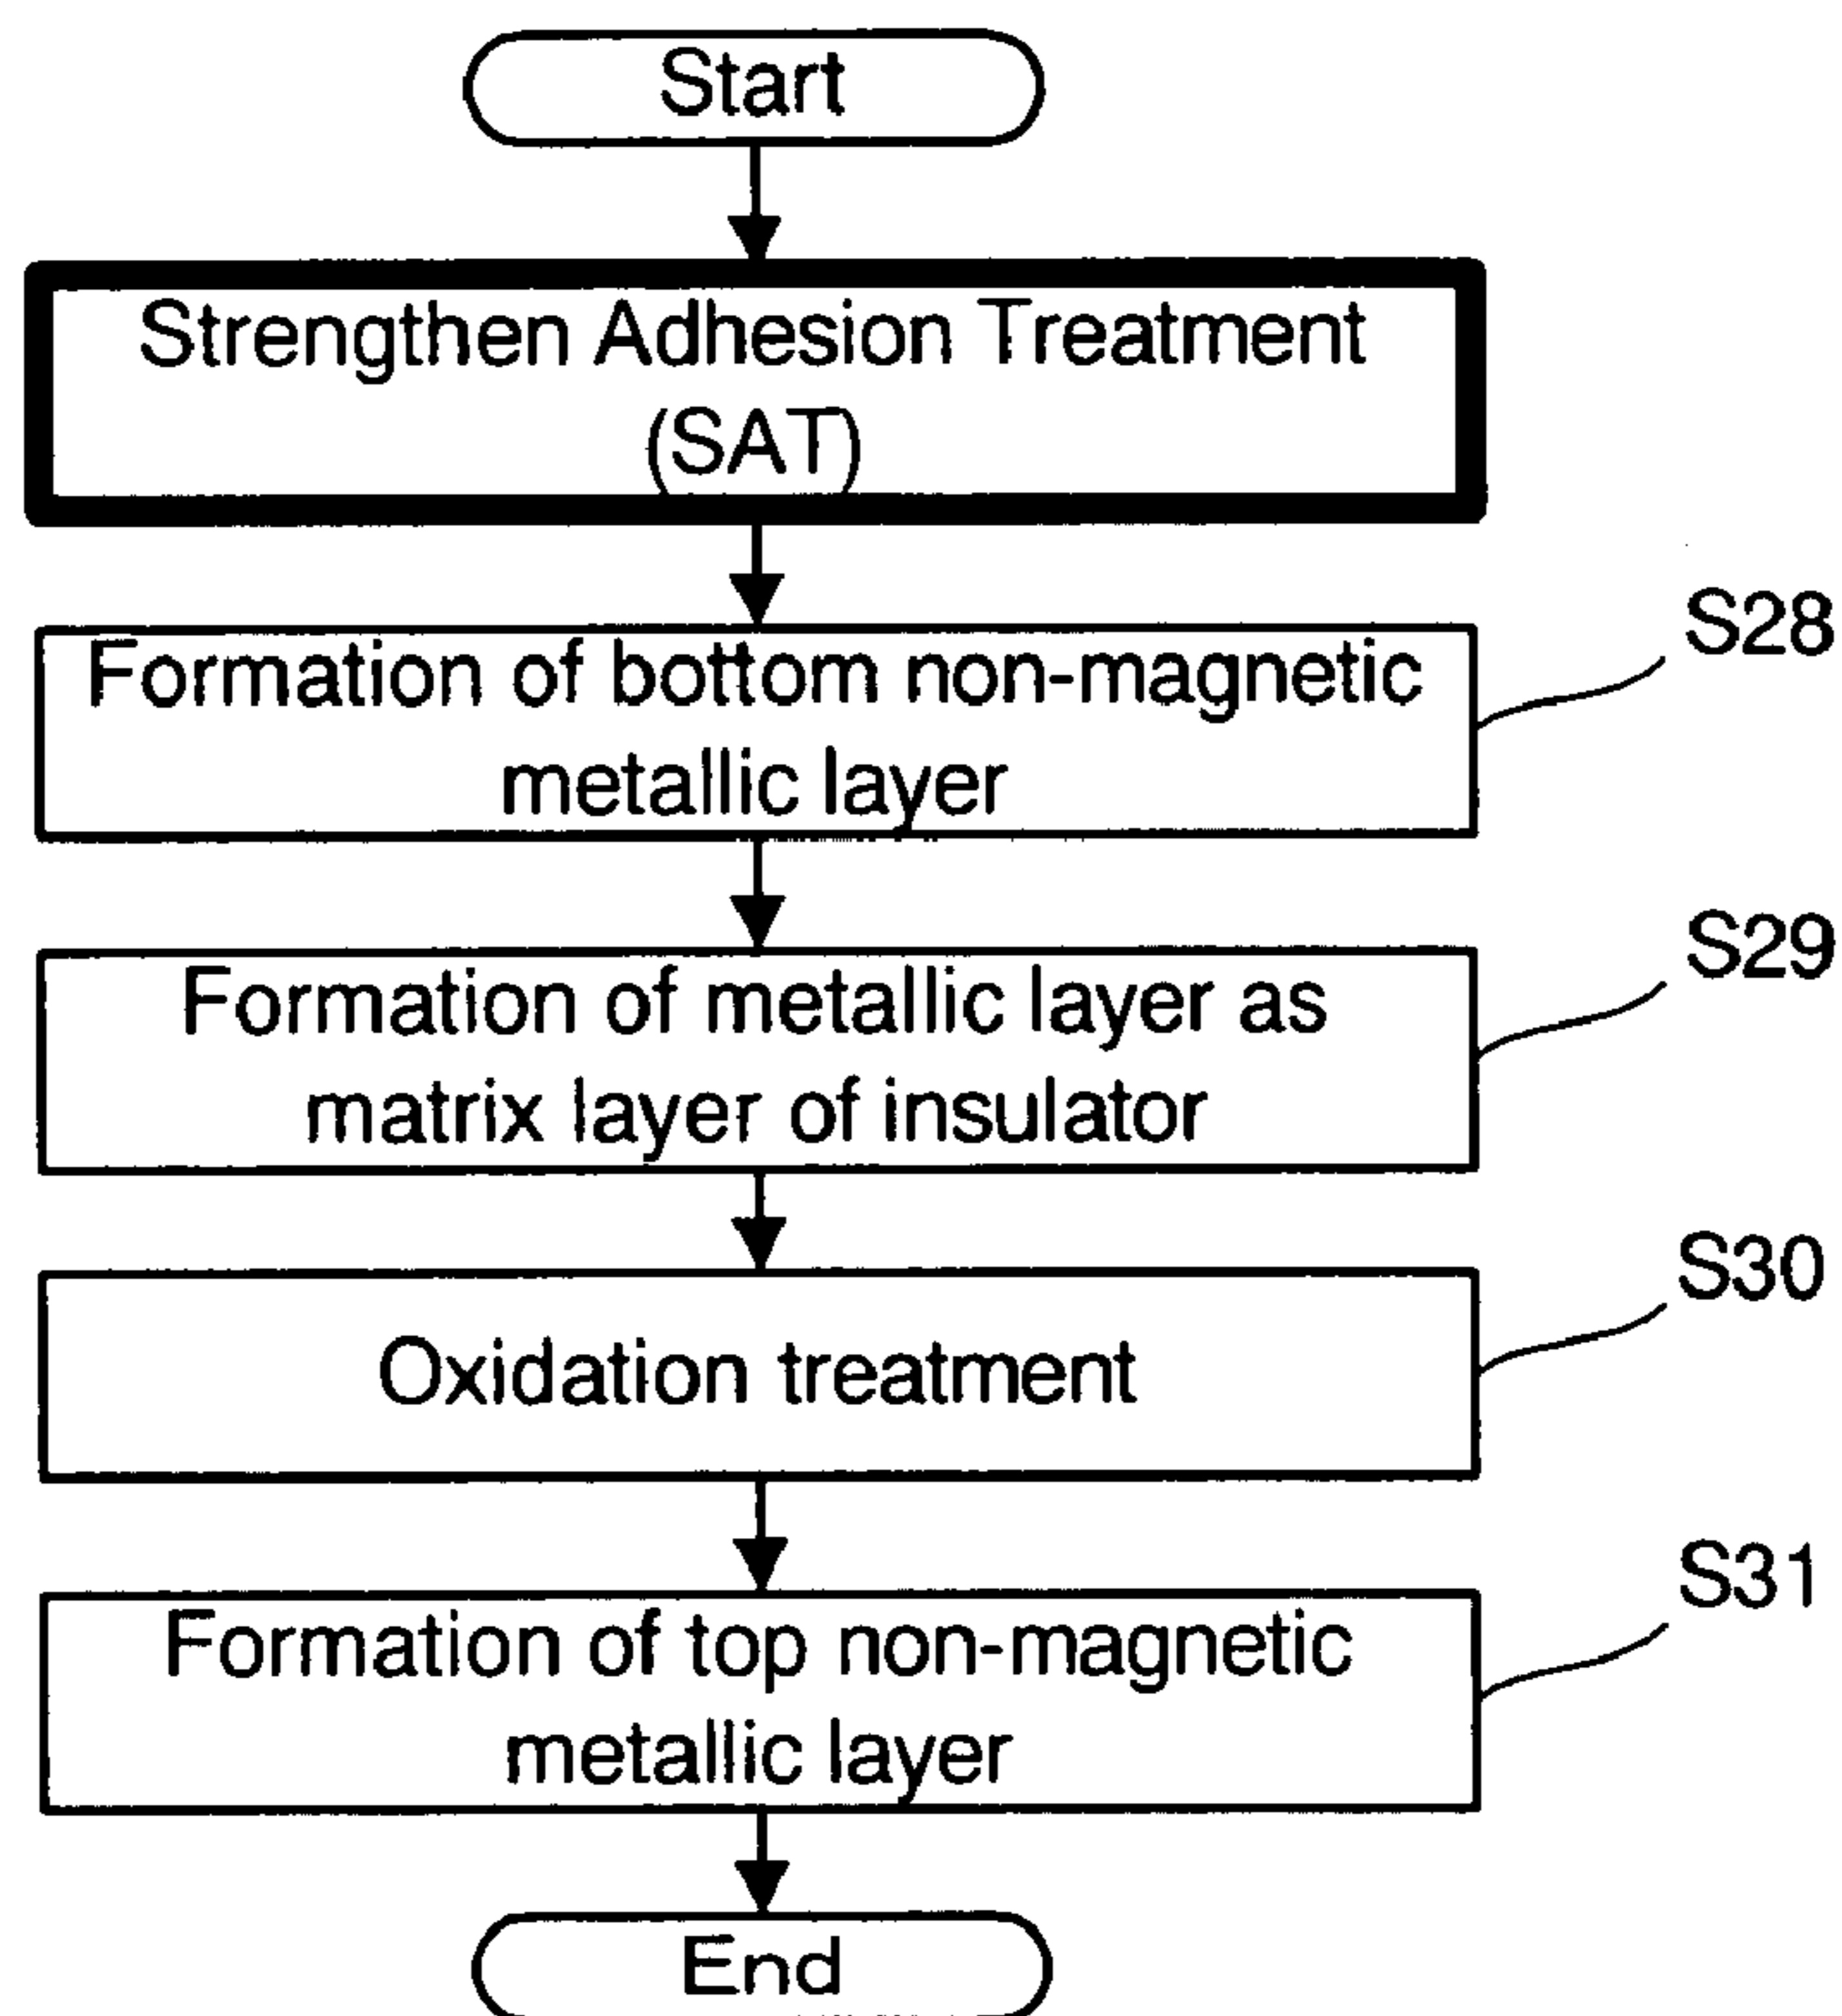 Start
Strengthen Adhesion Treatment
(SAT)
S28
Formation of bottom non-magnetic
metallic layer
S29
Formation of metallic layer as
matrix layer of insulator
S30
Oxidation treatment
S31
Formation of top non-magnetic
metallic layer
End